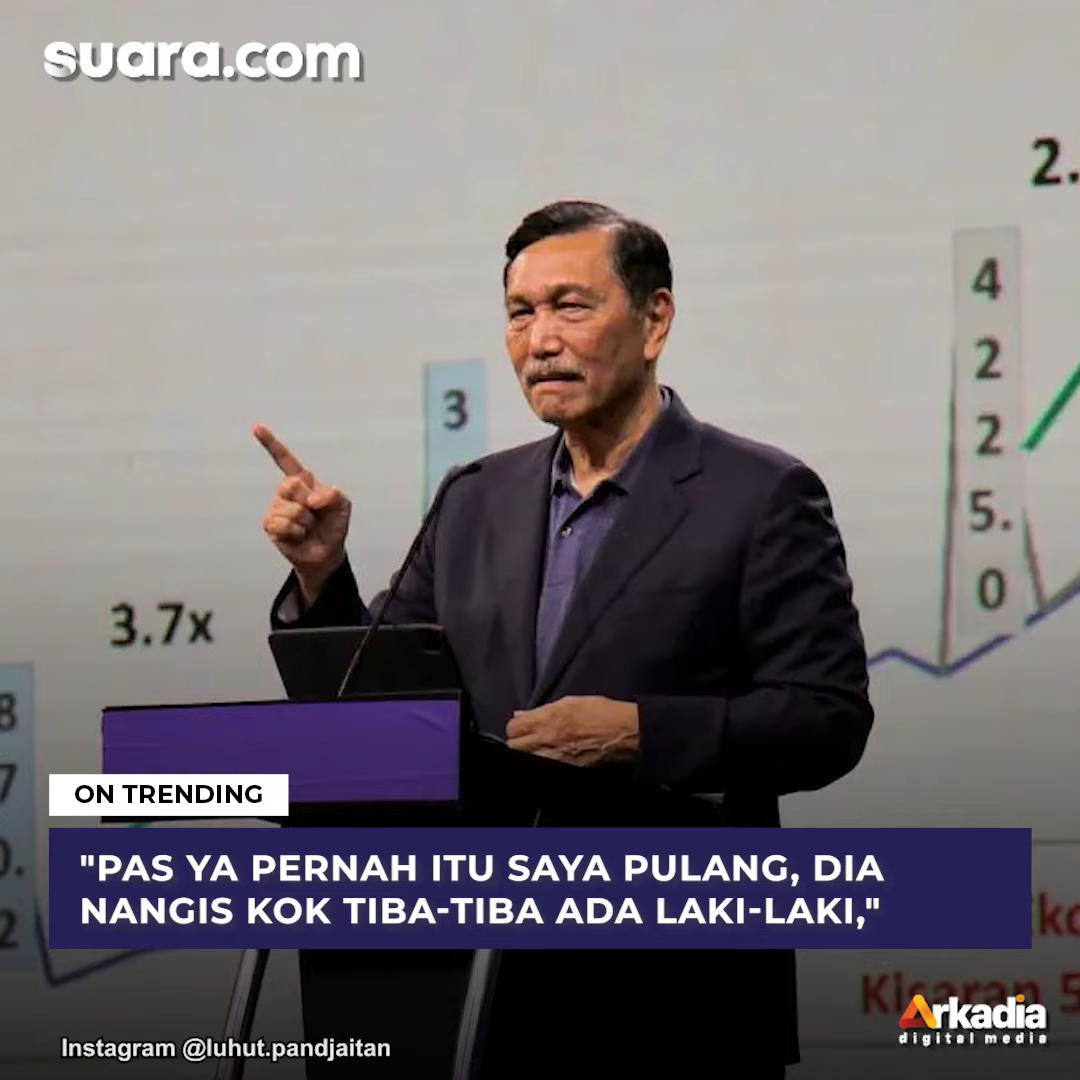 suara.com
2.
4
2
2
5.
0
3
3.7x
8
7
0.
2
ON TRENDING
"PAS YA PERNAH ITU SAYA PULANG, DIA
NANGIS KOK TIBA-TIBA ADA LAKI-LAKI,"
Kisaran 5
Arkadia
digital media
Instagram @luhut.pandjaitan